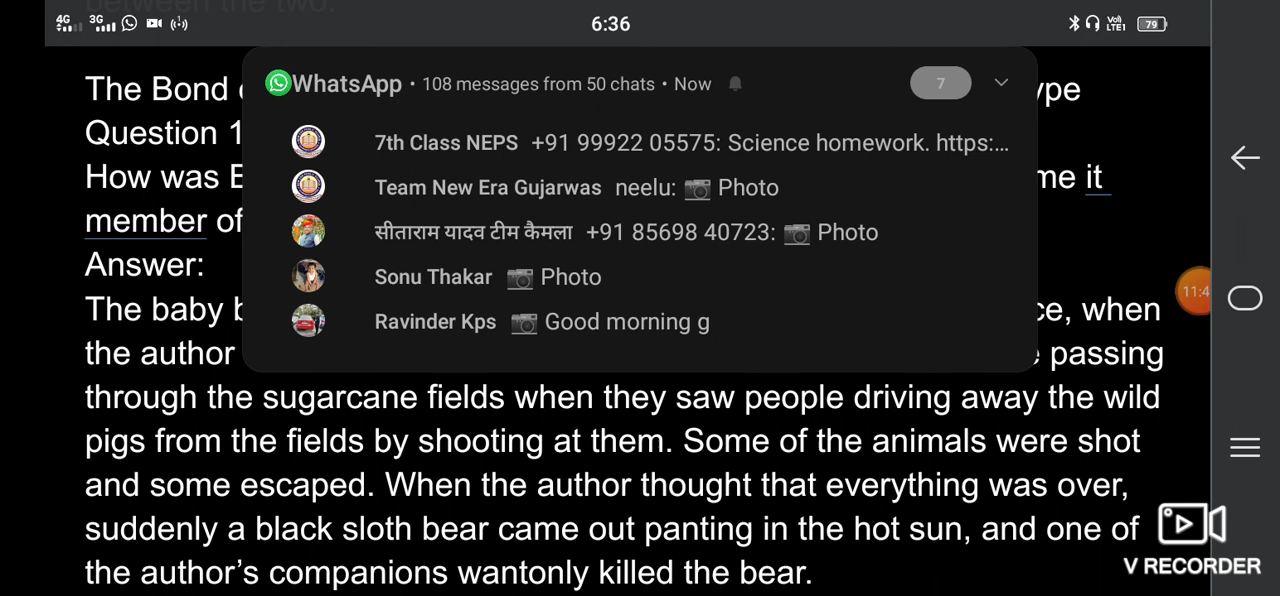 between the two.
4G 3G 6:36 VoLTE1 79
The Bond
WhatsApp • 108 messages from 50 chats • Now 7
ype
Question 1
7th Class NEPS +91 99922 05575: Science homework. https:...
How was B
me it
Team New Era Gujarwas neelu: Photo
member of
सीताराम यादव टीम कैमला +91 85698 40723: Photo
Answer:
Sonu Thakar Photo
11:4
The baby b
Ravinder Kps Good morning g
ce, when
the author
passing
through the sugarcane fields when they saw people driving away the wild
pigs from the fields by shooting at them. Some of the animals were shot
and some escaped. When the author thought that everything was over,
suddenly a black sloth bear came out panting in the hot sun, and one of
the author's companions wantonly killed the bear.
V RECORDER